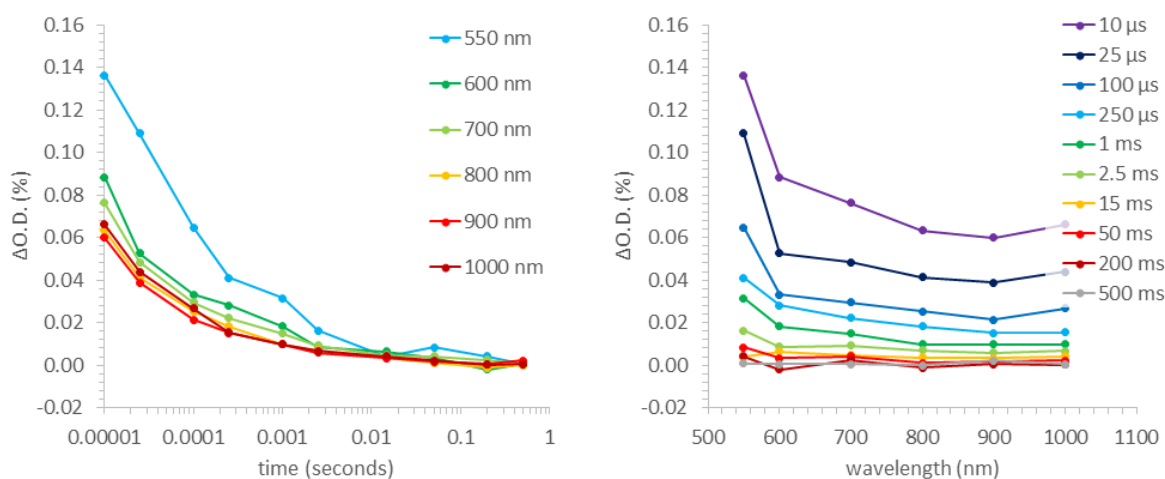 0.16
0.14
0.12
0.10
0.08
0.06
0.04
0.02
0.00
-0.02
ΔO.D. (%)
0.00001 0.0001 0.001 0.01 0.1 1
time (seconds)
550 nm
600 nm
700 nm
800 nm
900 nm
1000 nm
0.16
0.14
0.12
0.10
0.08
0.06
0.04
0.02
0.00
-0.02
ΔO.D. (%)
500 600 700 800 900 1000 1100
wavelength (nm)
10 µs
25 µs
100 µs
250 µs
1 ms
2.5 ms
15 ms
50 ms
200 ms
500 ms